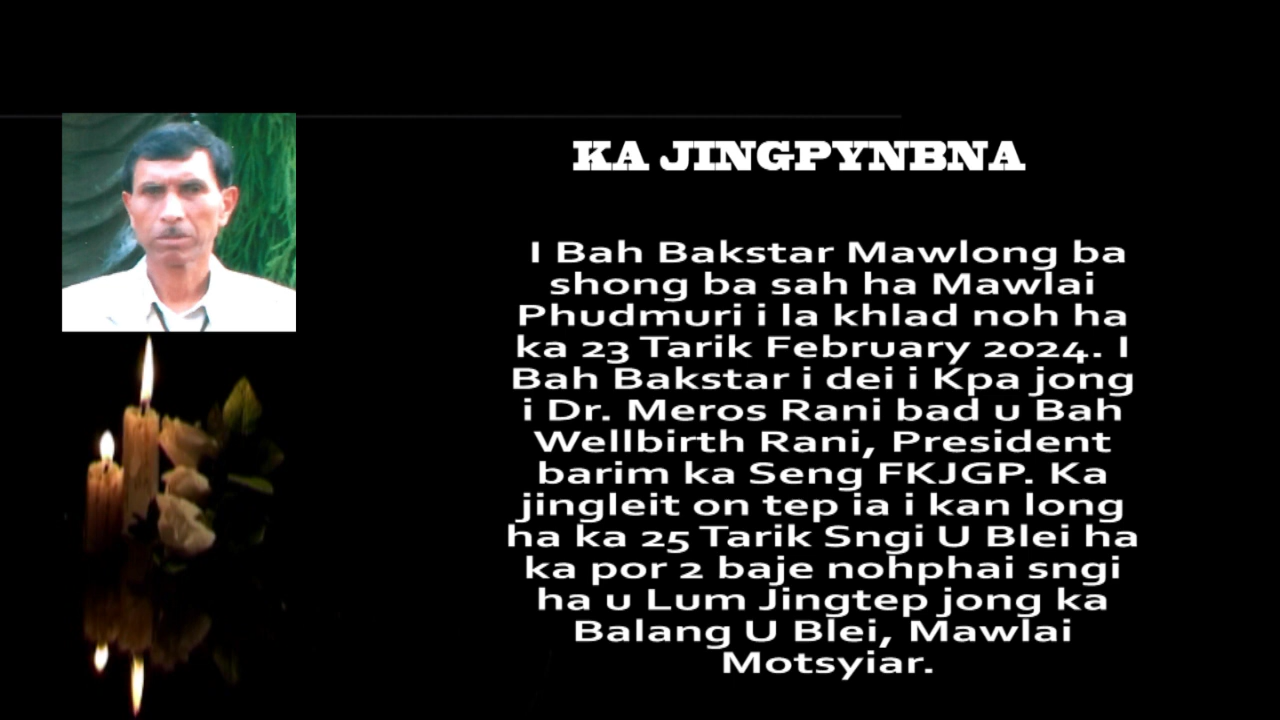 KA JINGPYNBNA
I Bah Bakstar Mawlong ba
shong ba sah ha Mawlai
Phudmuri i la khlad noh ha
ka 23 Tarik February 2024. I
Bah Bakstar i dei i Kpa jong
i Dr. Meros Rani bad u Bah
Wellbirth Rani, President
barim ka Seng FKJGP. Ka
jingleit on tep ia i kan long
ha ka 25 Tarik Sngi U Blei ha
ka por 2 baje nohphai sngi
ha u Lum Jingtep jong ka
Balang U Blei, Mawlai
Motsyiar.